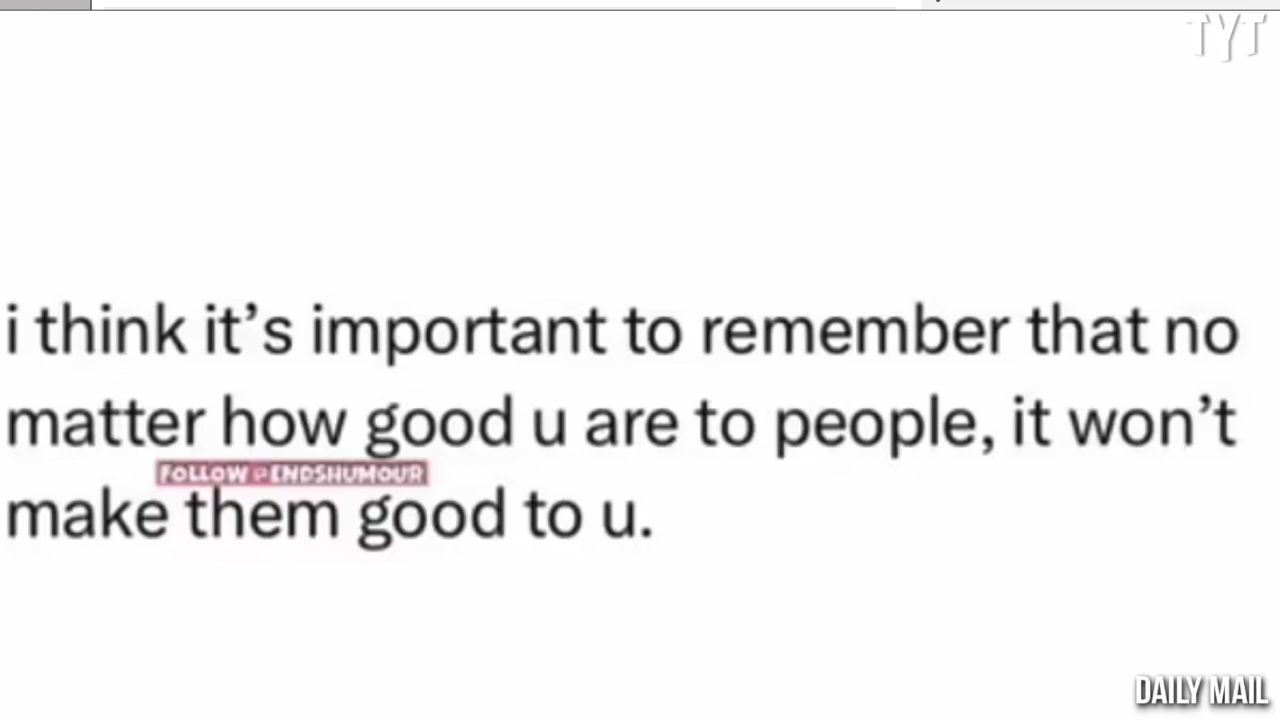 TYT
i think it’s important to remember that no
matter how good u are to people, it won’t
FOLLOW @ENDSHUMOUR
make them good to u.
DAILY MAIL